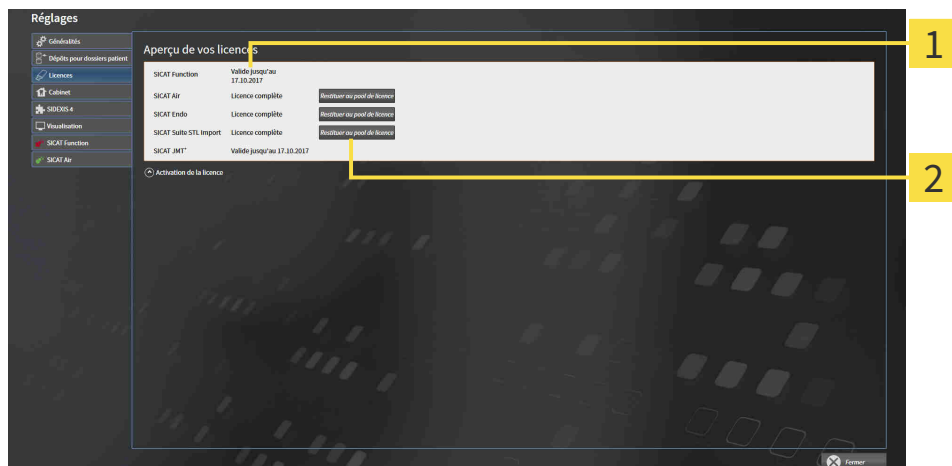 Réglages
Généralités
Dépôts pour dossiers patient
Licences
Cabinet
SIDEXIS 4
Visualisation
SICAT Function
SICAT Air
Aperçu de vos licences
SICAT Function Valide jusqu'au
17.10.2017
SICAT Air Licence complète Restituer au pool de licence
SICAT Endo Licence complète Restituer au pool de licence
SICAT Suite STL Import Licence complète Restituer au pool de licence
SICAT JMT+ Valide jusqu'au 17.10.2017
Activation de la licence
Fermer
1
2